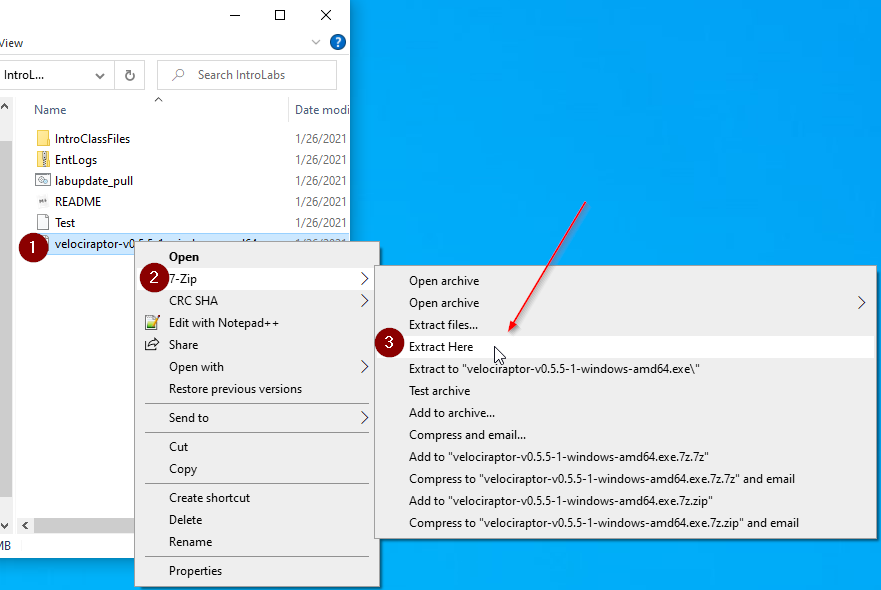 View
?
IntroL...
Search IntroLabs
Name
Date modi
IntroClassFiles
1/26/2021
EntLogs
1/26/2021
labupdate_pull
1/26/2021
README
1/26/2021
Test
1/26/2021
1
velociraptor-v0.5.5-1-windows-amd64
1/26/2021
Open
2
7-Zip
CRC SHA
Edit with Notepad++
Share
Open with
Restore previous versions
Send to
Cut
Copy
Create shortcut
Delete
Rename
Properties
Open archive
Open archive
Extract files...
3
Extract Here
Extract to "velociraptor-v0.5.5-1-windows-amd64.exe\"
Test archive
Add to archive...
Compress and email...
Add to "velociraptor-v0.5.5-1-windows-amd64.exe.7z.7z"
Compress to "velociraptor-v0.5.5-1-windows-amd64.exe.7z.7z" and email
Add to "velociraptor-v0.5.5-1-windows-amd64.exe.7z.zip"
Compress to "velociraptor-v0.5.5-1-windows-amd64.exe.7z.zip" and email
MB